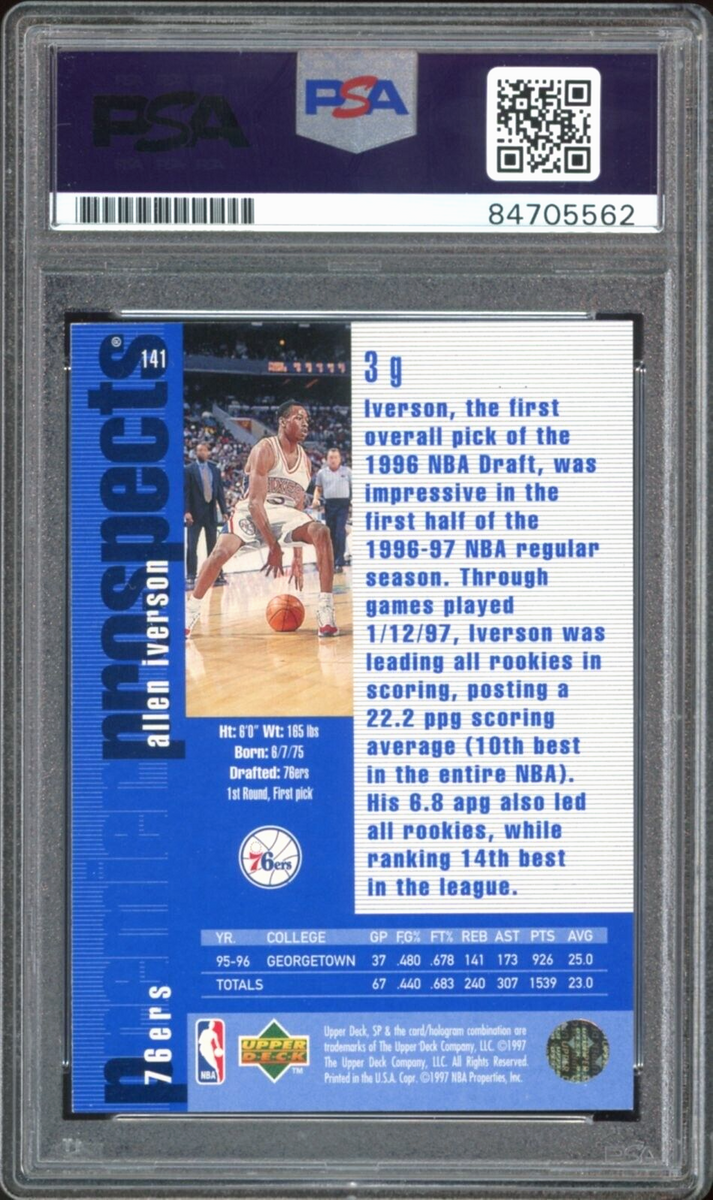 PSA
PSA
84705562
141
premier prospects®
allen iverson
76ers
3 g
Iverson, the first
overall pick of the
1996 NBA Draft, was
impressive in the
first half of the
1996-97 NBA regular
season. Through
games played
1/12/97, Iverson was
leading all rookies in
scoring, posting a
22.2 ppg scoring
average (10th best
in the entire NBA).
His 6.8 apg also led
all rookies, while
ranking 14th best
in the league.
Ht: 6'0" Wt: 165 lbs
Born: 6/7/75
Drafted: 76ers
1st Round, First pick
76ers
YR. COLLEGE GP FG% FT% REB AST PTS AVG
95-96 GEORGETOWN 37 .480 .678 141 173 926 25.0
TOTALS 67 .440 .683 240 307 1539 23.0
NBA
UPPER
DECK™
Upper Deck, SP & the card/hologram combination are
trademarks of The Upper Deck Company, LLC. ©1997
The Upper Deck Company, LLC. All Rights Reserved.
Printed in the U.S.A. Copr. ©1997 NBA Properties, Inc.
PSA